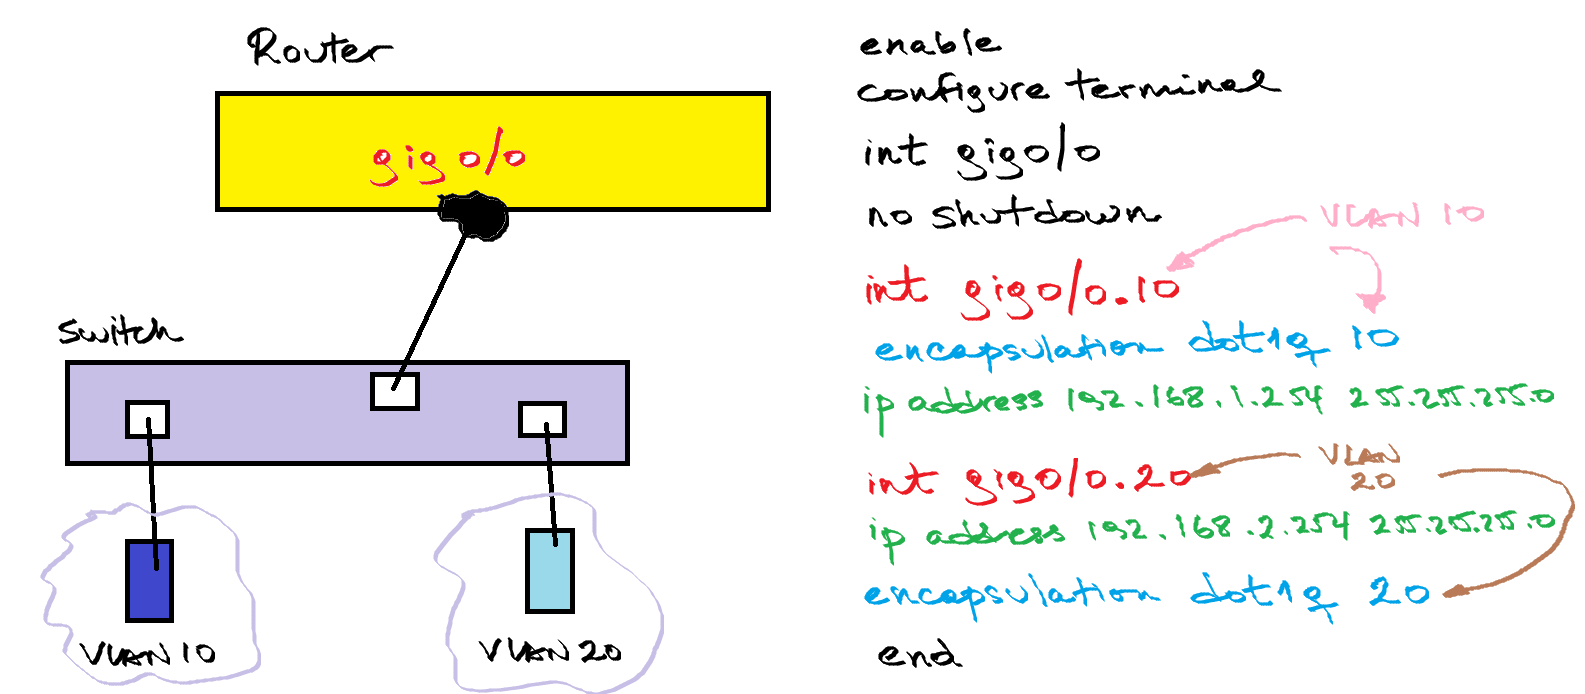 Router
gig0/0
switch
VLAN 10
VLAN 20
enable
configure terminal
int gig0/0
no shutdown
VLAN 10
int gig0/0.10
encapsulation dot1q 10
ip address 192.168.1.254 255.255.255.0
int gig0/0.20
VLAN
20
ip address 192.168.2.254 255.255.255.0
encapsulation dot1q 20
end